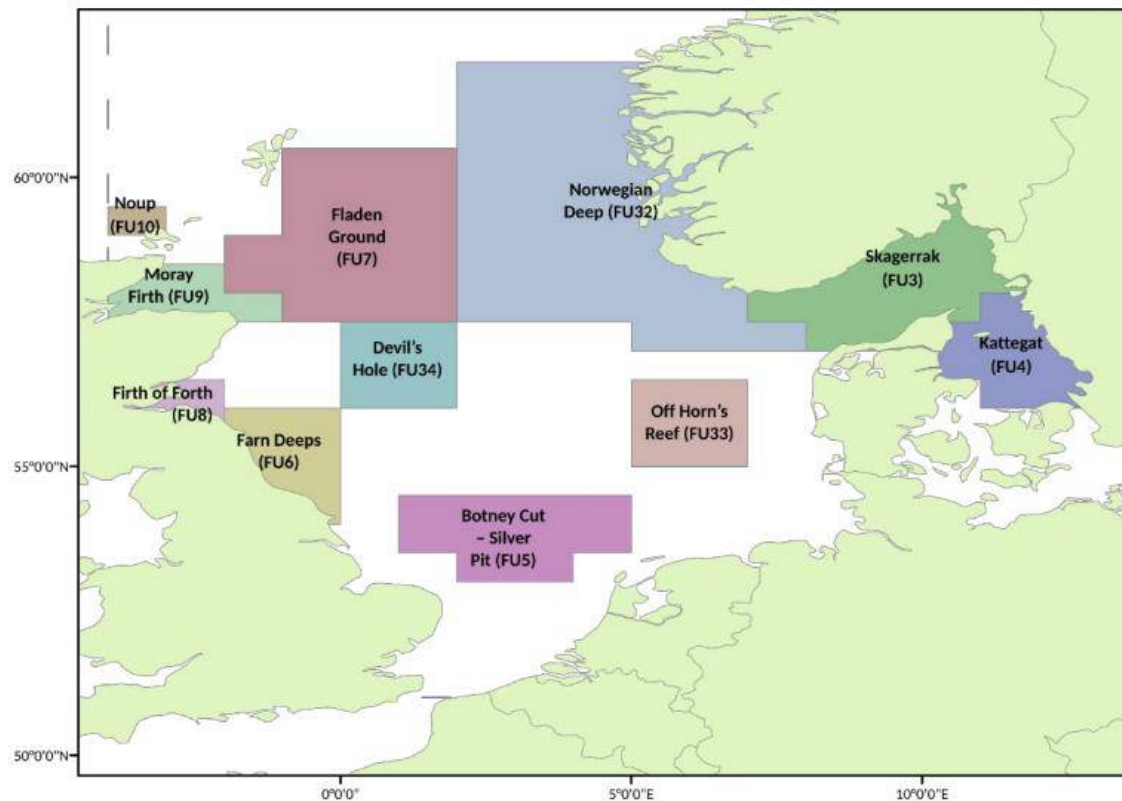 60°0'0"N
55°0'0"N
50°0'0"N
0°0'0"
5°0'0"E
10°0'0"E
Noup
(FU10)
Fladen
Ground
(FU7)
Norwegian
Deep (FU32)
Skagerrak
(FU3)
Moray
Firth (FU9)
Kattegat
(FU4)
Devil's
Hole (FU34)
Firth of Forth
(FU8)
Farn Deeps
(FU6)
Off Horn's
Reef (FU33)
Botney Cut
– Silver
Pit (FU5)